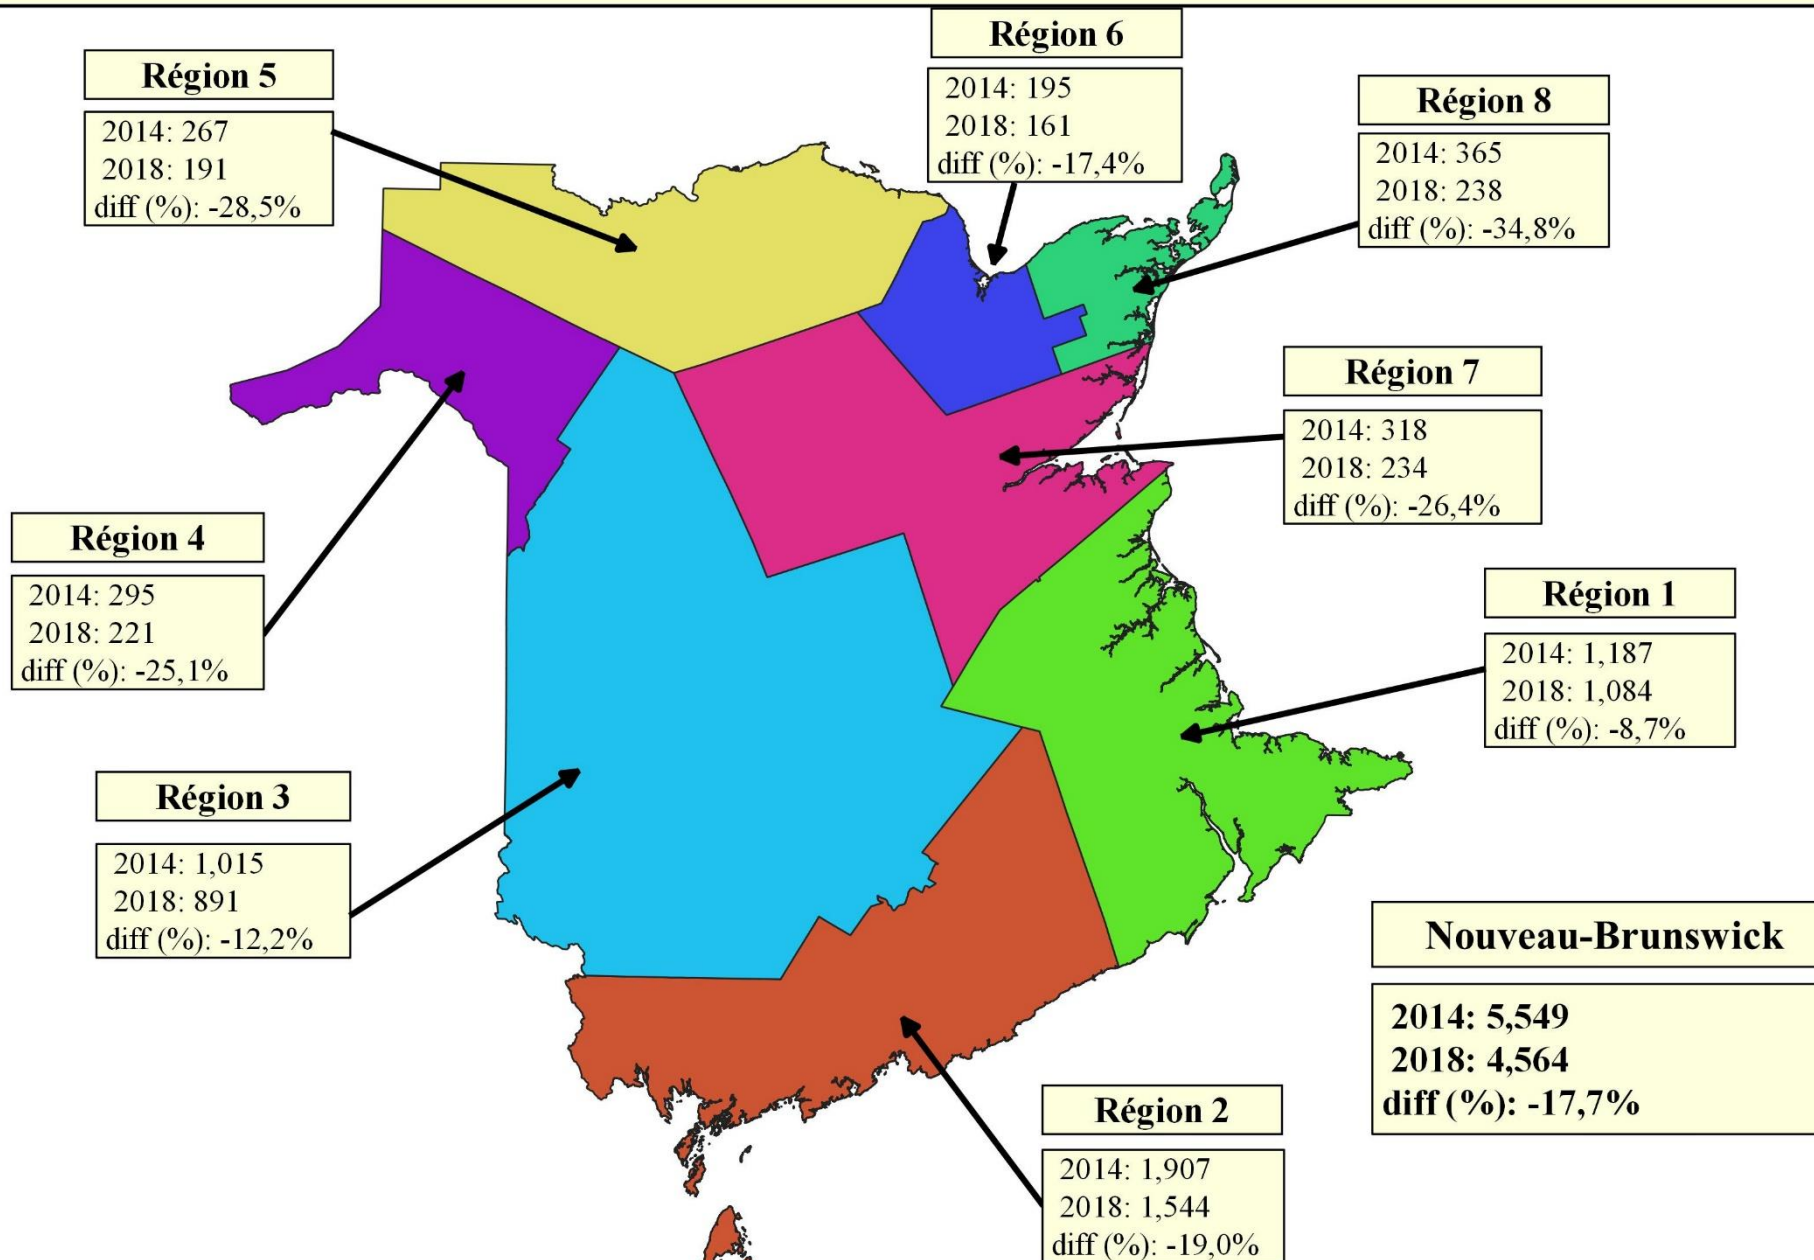 Région 6
2014: 195
2018: 161
diff (%): -17,4%
Région 5
2014: 267
2018: 191
diff (%): -28,5%
Région 8
2014: 365
2018: 238
diff (%): -34,8%
Région 7
2014: 318
2018: 234
diff (%): -26,4%
Région 4
2014: 295
2018: 221
diff (%): -25,1%
Région 1
2014: 1,187
2018: 1,084
diff (%): -8,7%
Région 3
2014: 1,015
2018: 891
diff (%): -12,2%
Nouveau-Brunswick
2014: 5,549
2018: 4,564
diff (%): -17,7%
Région 2
2014: 1,907
2018: 1,544
diff (%): -19,0%